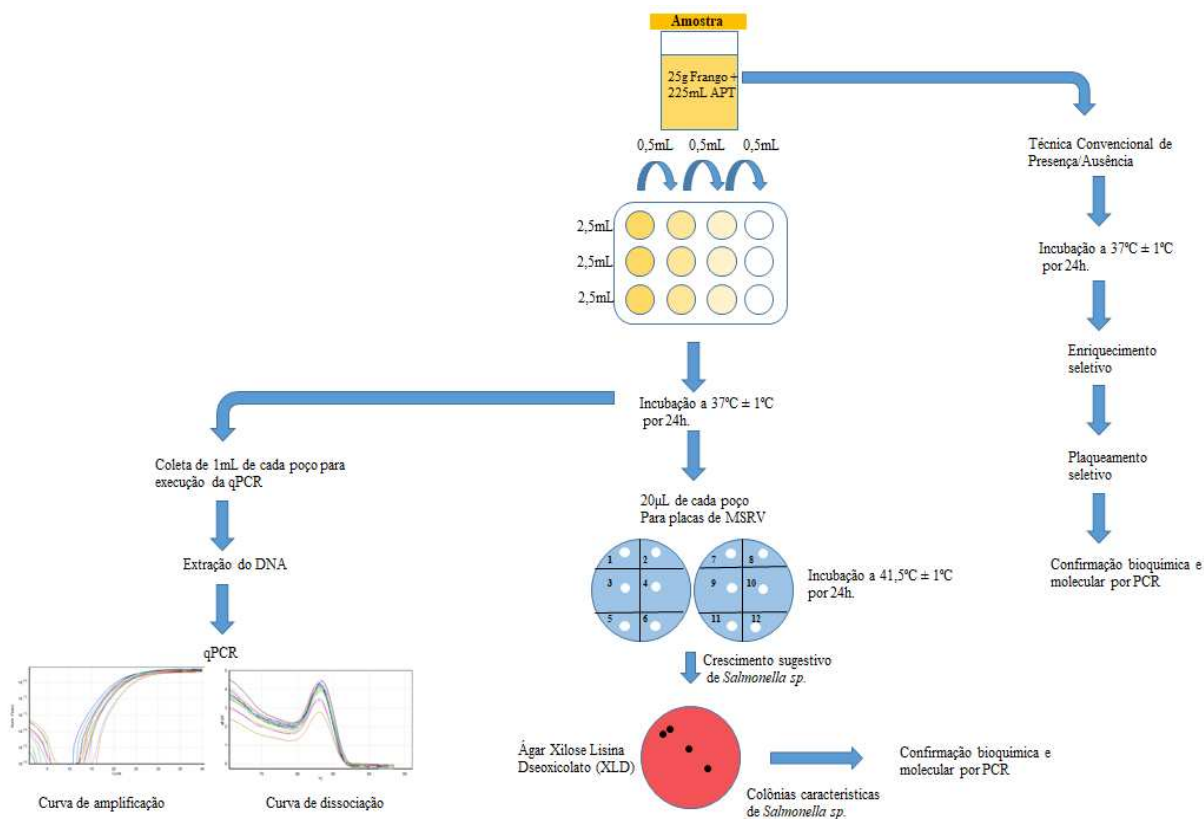 Amostra
25g Frango +
225mL APT
0,5mL 0,5mL 0,5mL
2,5mL
2,5mL
2,5mL
Técnica Convencional de
Presença/Ausência
Incubação a 37ºC ± 1ºC
por 24h.
Enriquecimento
seletivo
Plaqueamento
seletivo
Confirmação bioquímica e
molecular por PCR
Incubação a 37ºC ± 1ºC
por 24h.
Coleta de 1mL de cada poço para
execução da qPCR
Extração do DNA
qPCR
Curva de amplificação
Curva de dissociação
20µL de cada poço
Para placas de MSRV
1 2
3 4
5 6
7 8
9 10
11 12
Incubação a 41,5ºC ± 1ºC
por 24h.
Crescimento sugestivo
de Salmonella sp.
Ágar Xilose Lisina
Dseoxicolato (XLD)
Colônias características
de Salmonella sp.
Confirmação bioquímica e
molecular por PCR